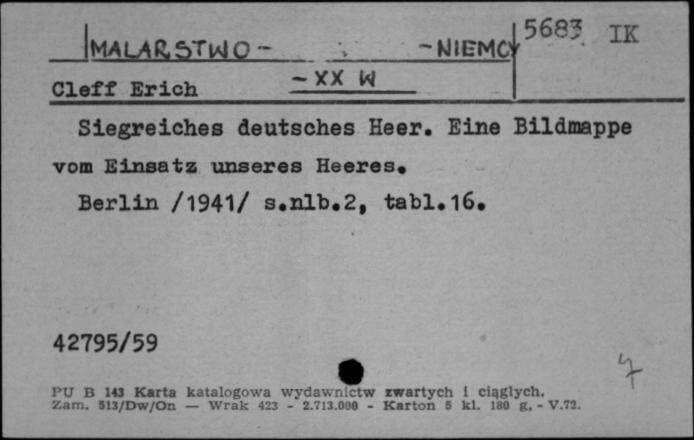 5683 IK
MALARSTWO - - NIEMCY
Cleff Erich - XX W
Siegreiches deutsches Heer. Eine Bildmappe
vom Einsatz unseres Heeres.
Berlin /1941/ s.nlb.2, tabl.16.
42795/59
PU B 143 Karta katalogowa wydawnictw zwartych i ciągłych.
Zam. 513/Dw/On — Wrak 423 - 2.713.000 - Karton 5 kl. 180 g. - V.72.